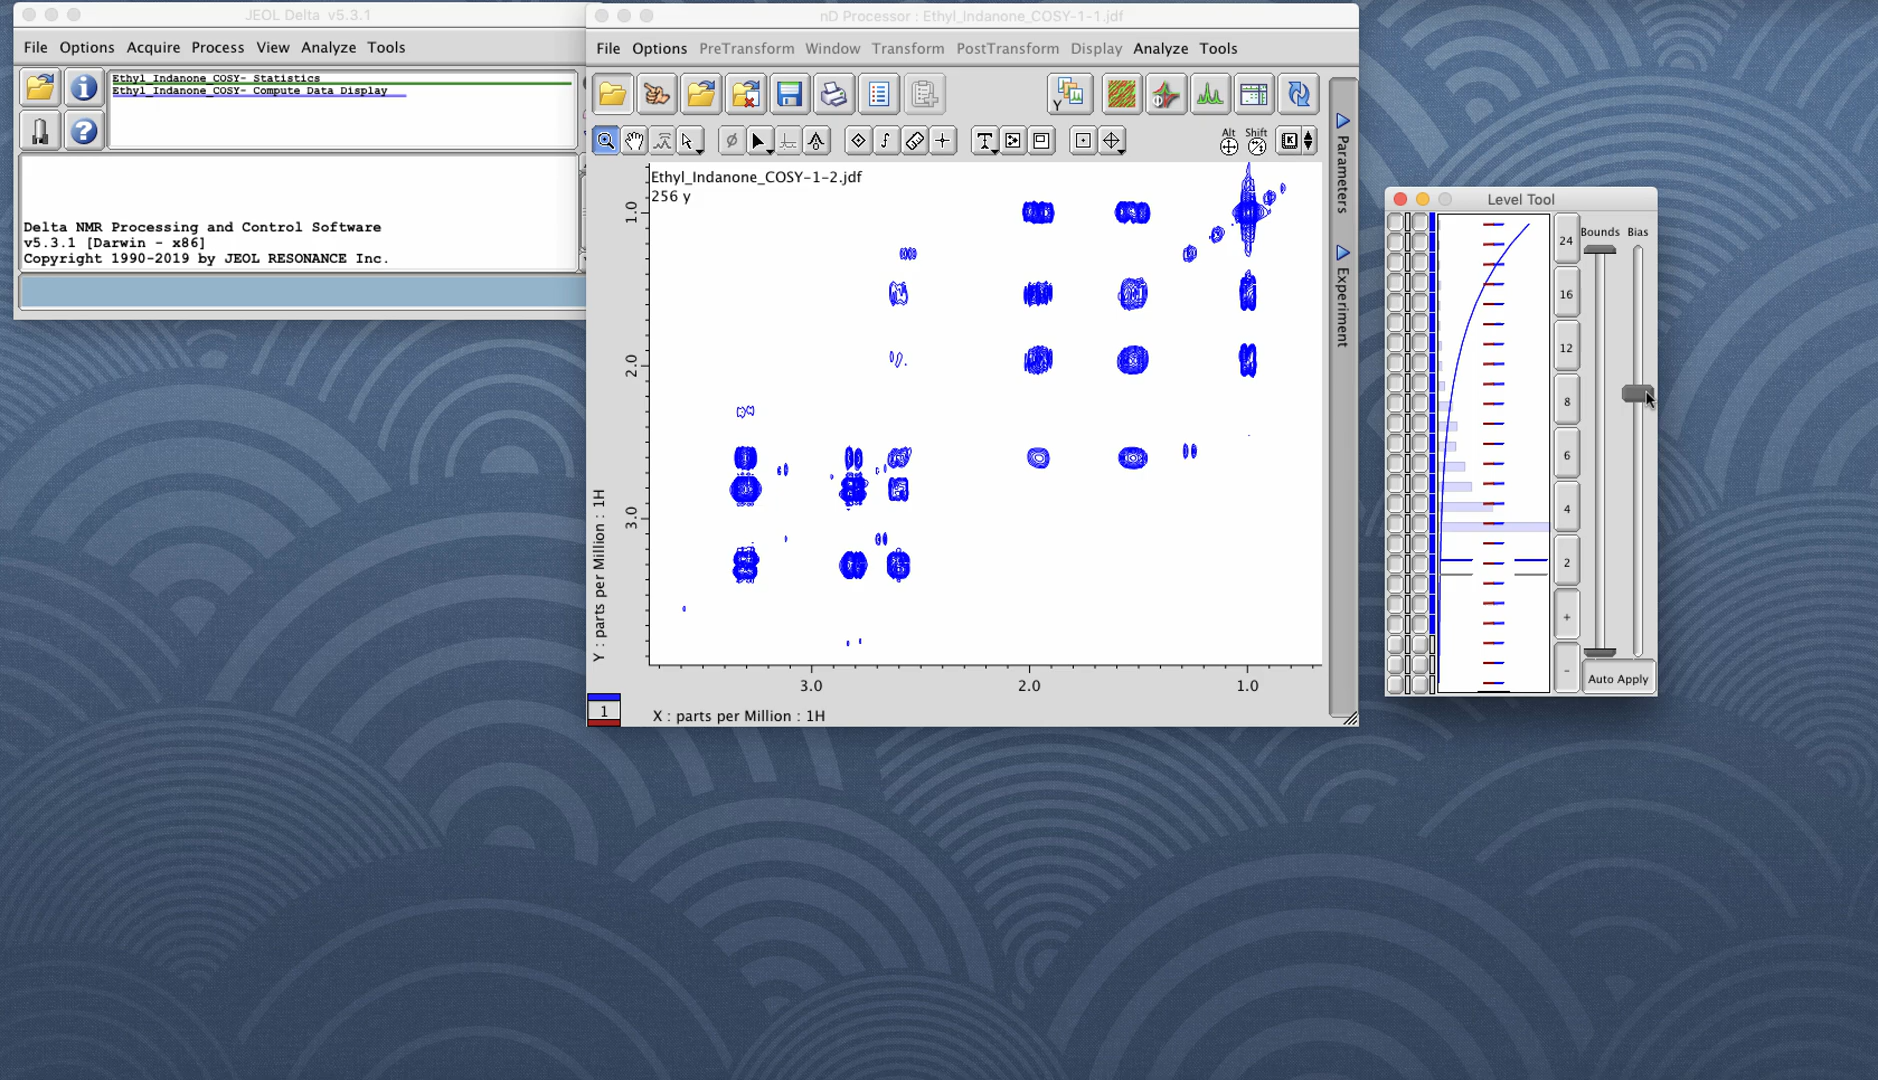 JEOL Delta v5.3.1
File Options Acquire Process View Analyze Tools
Ethyl_Indanone_COSY- Statistics
Ethyl_Indanone_COSY- Compute Data Display
Delta NMR Processing and Control Software
v5.3.1 [Darwin - x86]
Copyright 1990-2019 by JEOL RESONANCE Inc.
nD Processor : Ethyl_Indanone_COSY-1-1.jdf
File Options PreTransform Window Transform PostTransform Display Analyze Tools
Y
Alt Shift
T
K
Ethyl_Indanone_COSY-1-2.jdf
256 y
1.0
2.0
3.0
Y : parts per Million : 1H
3.0 2.0 1.0
X : parts per Million : 1H
1
Parameters
Experiment
Level Tool
Bounds Bias
24
16
12
8
6
4
2
+
-
Auto Apply